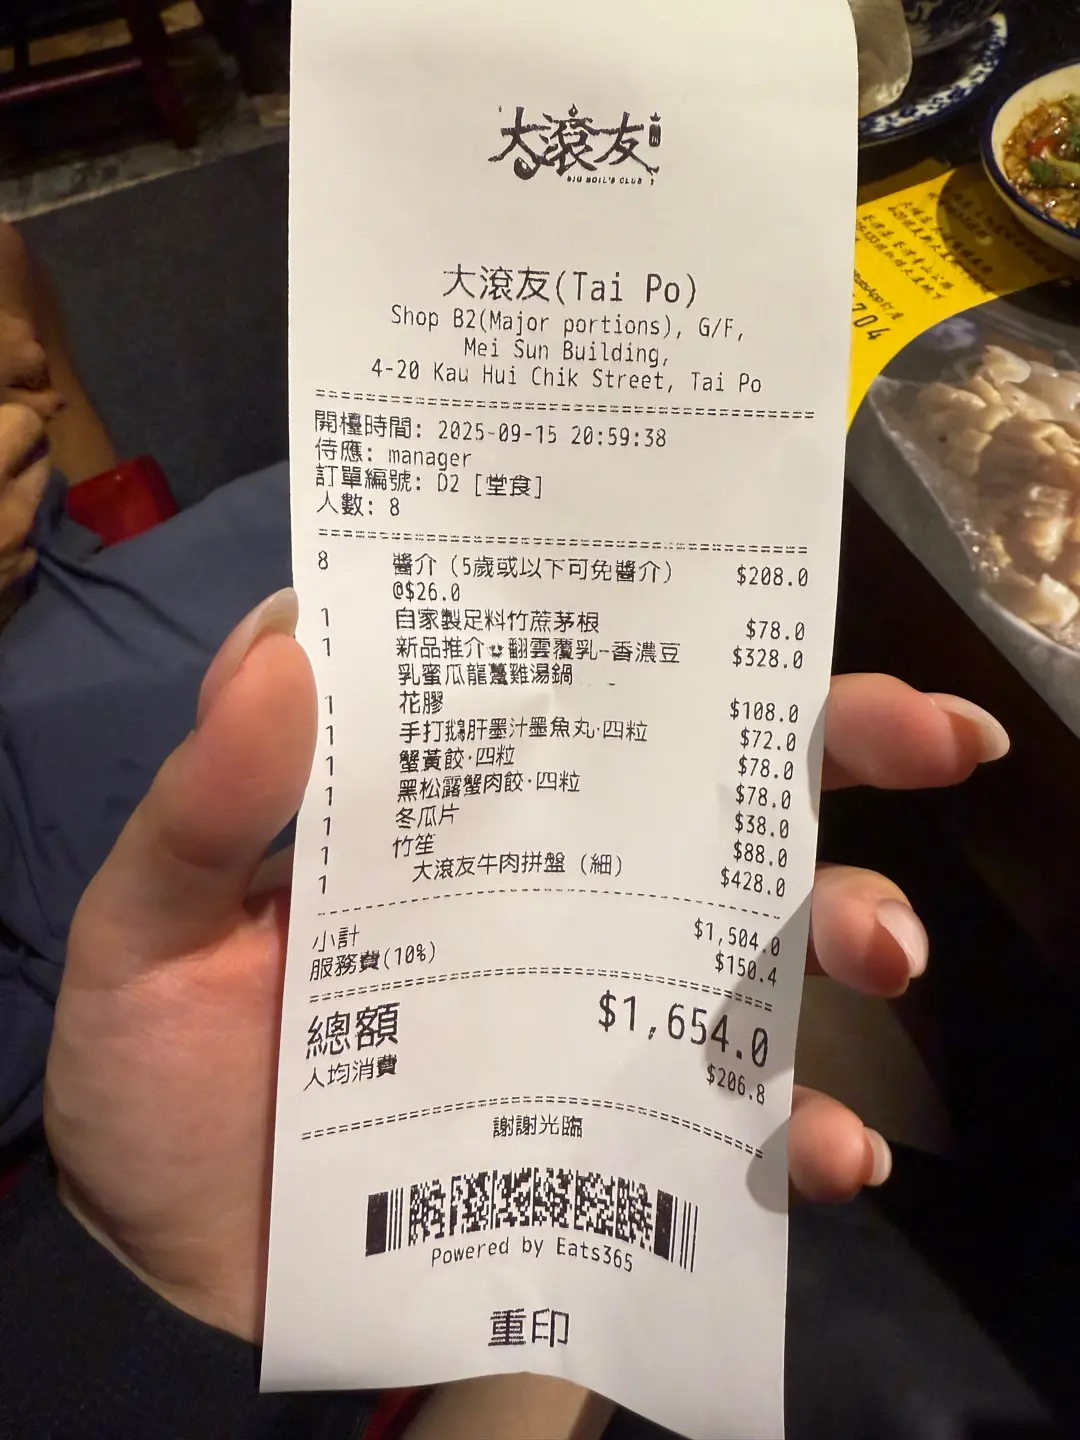 大滾友
BIG BOIL'S CLUB
大滾友(Tai Po)
Shop B2(Major portions), G/F,
Mei Sun Building,
4-20 Kau Hui Chik Street, Tai Po
開檯時間: 2025-09-15 20:59:38
侍應: manager
訂單編號: D2 [堂食]
人數: 8
8 醬介 (5歲或以下可免醬介) $208.0
@$26.0
1 自家製足料竹蔗茅根 $78.0
1 新品推介 翻雲覆乳-香濃豆 $328.0
乳蜜瓜龍躉雞湯鍋
1 花膠 $108.0
1 手打鵝肝墨汁墨魚丸·四粒 $72.0
1 蟹黃餃·四粒 $78.0
1 黑松露蟹肉餃·四粒 $78.0
1 冬瓜片 $38.0
1 竹笙 $88.0
1 大滾友牛肉拼盤 (細) $428.0
小計 $1,504.0
服務費(10%) $150.4
總額 $1,654.0
人均消費 $206.8
謝謝光臨
Powered by Eats365
重印
704